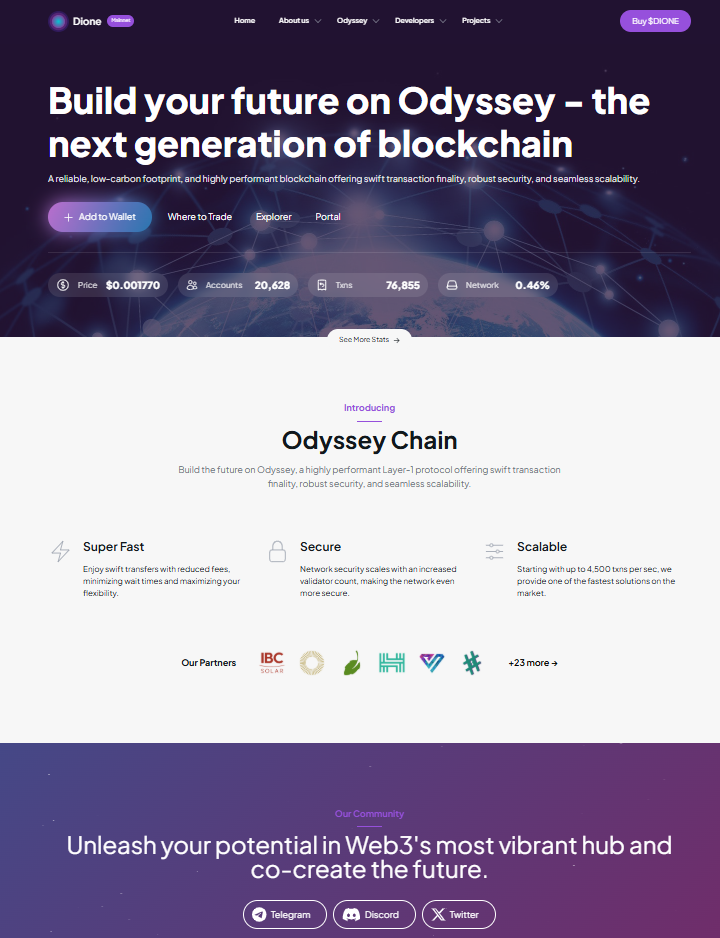 Dione Mainnet Home About us Odyssey Developers Projects Buy $DIONE
Build your future on Odyssey – the
next generation of blockchain
A reliable, low-carbon footprint, and highly performant blockchain offering swift transaction finality, robust security, and seamless scalability.
+ Add to Wallet Where to Trade Explorer Portal
Price $0.001770 Accounts 20,628 Txns 76,855 Network 0.46%
See More Stats →
Introducing
Odyssey Chain
Build the future on Odyssey, a highly performant Layer-1 protocol offering swift transaction
finality, robust security, and seamless scalability.
Super Fast
Enjoy swift transfers with reduced fees,
minimizing wait times and maximizing your
flexibility.
Secure
Network security scales with an increased
validator count, making the network even
more secure.
Scalable
Starting with up to 4,500 txns per sec, we
provide one of the fastest solutions on the
market.
Our Partners IBC SOLAR +23 more →
Our Community
Unleash your potential in Web3's most vibrant hub and
co-create the future.
Telegram Discord Twitter